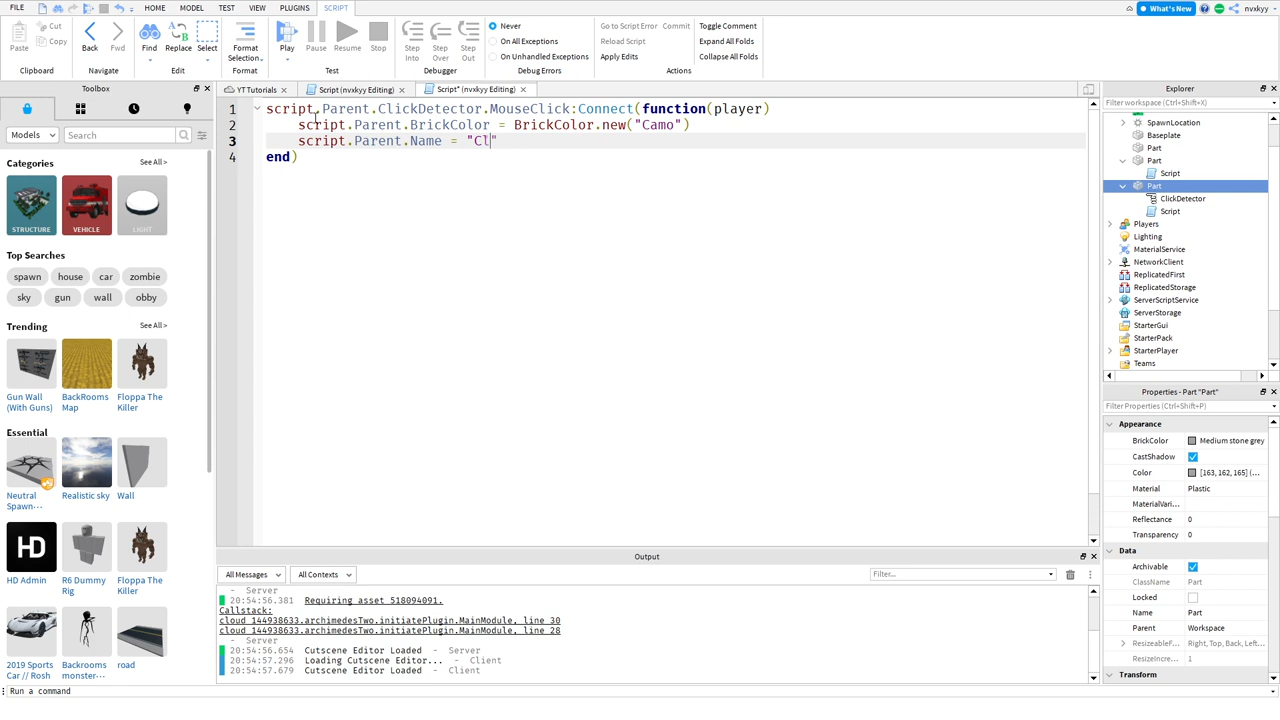 FILE HOME MODEL TEST VIEW PLUGINS SCRIPT What's New nvxkyy
Paste Cut Copy Clipboard
Back Fwd Navigate
Find Replace Select Edit
Format Selection Format
Play Pause Resume Stop Test
Step Into Step Over Step Out Debugger
Never
On All Exceptions
On Unhandled Exceptions
Debug Errors
Go to Script Error Commit
Reload Script
Apply Edits
Toggle Comment
Expand All Folds
Collapse All Folds
Actions
Toolbox
YT Tutorials Script (nvxkyy Editing) Script* (nvxkyy Editing)
Models Search
Categories See All >
STRUCTURE VEHICLE LIGHT
Top Searches
spawn house car zombie
sky gun wall obby
Trending See All >
Gun Wall (With Guns)
BackRooms Map
Floppa The Killer
Essential
Neutral Spawn...
Realistic sky
Wall
HD
HD Admin
R6 Dummy Rig
Floppa The Killer
2019 Sports Car // Rosh
Backrooms monster...
road
1 script.Parent.ClickDetector.MouseClick:Connect(function(player)
2 script.Parent.BrickColor = BrickColor.new("Camo")
3 script.Parent.Name = "Cl"
4 end)
Output
All Messages All Contexts Filter...
- Server
20:54:56.381 Requiring asset 518094091.
Callstack:
cloud_144938633.archimedesTwo.initiatePlugin.MainModule, line 30
cloud_144938633.archimedesTwo.initiatePlugin.MainModule, line 28
- Server
20:54:56.654 Cutscene Editor Loaded - Server
20:54:57.296 Loading Cutscene Editor... - Client
20:54:57.679 Cutscene Editor Loaded - Client
Run a command
Explorer
Filter workspace (Ctrl+Shift+X)
SpawnLocation
Baseplate
Part
Part
Script
Part
ClickDetector
Script
Players
Lighting
MaterialService
NetworkClient
ReplicatedFirst
ReplicatedStorage
ServerScriptService
ServerStorage
StarterGui
StarterPack
StarterPlayer
Teams
Properties - Part "Part"
Filter Properties (Ctrl+Shift+P)
Appearance
BrickColor Medium stone grey
CastShadow
Color [163, 162, 165] (...
Material Plastic
MaterialVari...
Reflectance 0
Transparency 0
Data
Archivable
ClassName Part
Locked
Name Part
Parent Workspace
ResizeableF... Right, Top, Back, Left...
ResizeIncre... 1
Transform